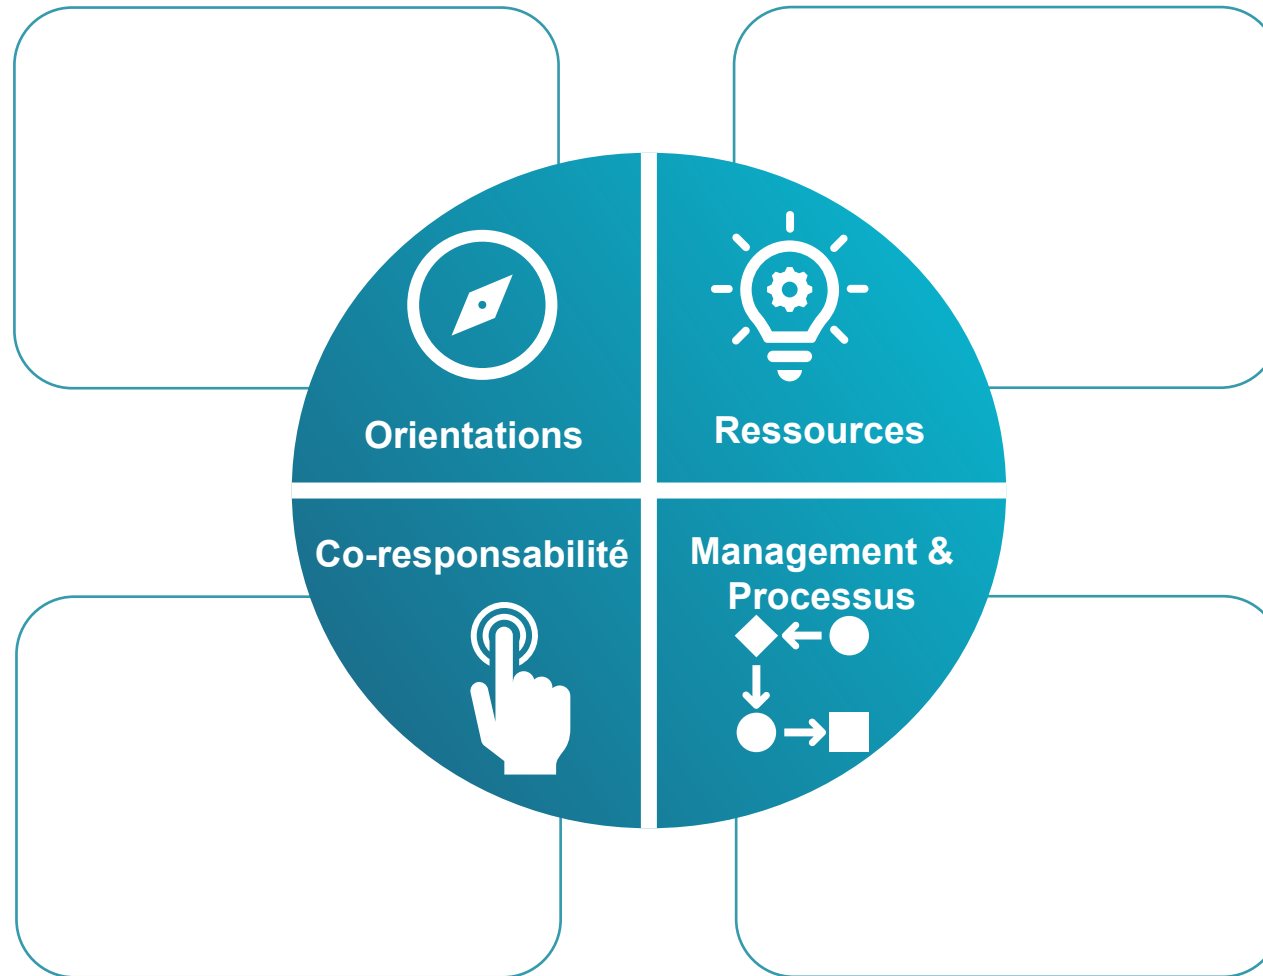 Orientations
Ressources
Co-responsabilité
Management &
Processus